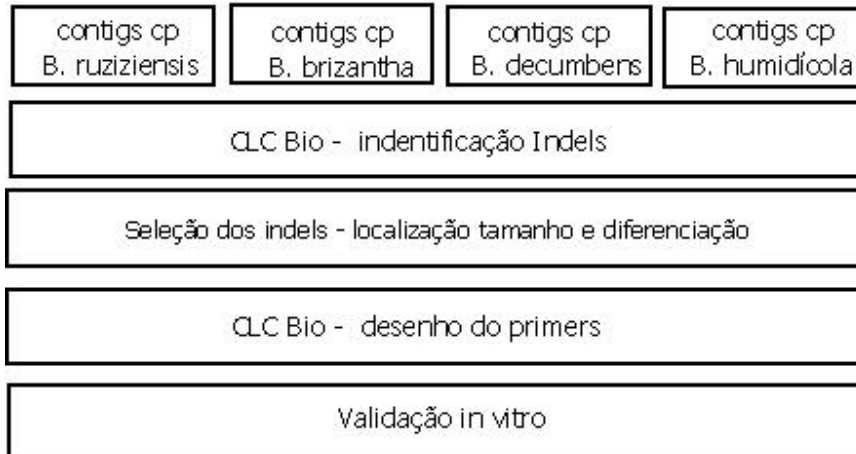 contigs cp
B. ruziziensis
contigs cp
B. brizantha
contigs cp
B. decumbens
contigs cp
B. humidícola
CLC Bio - indentificação Indels
Seleção dos indels - localização tamanho e diferenciação
CLC Bio - desenho do primers
Validação in vitro